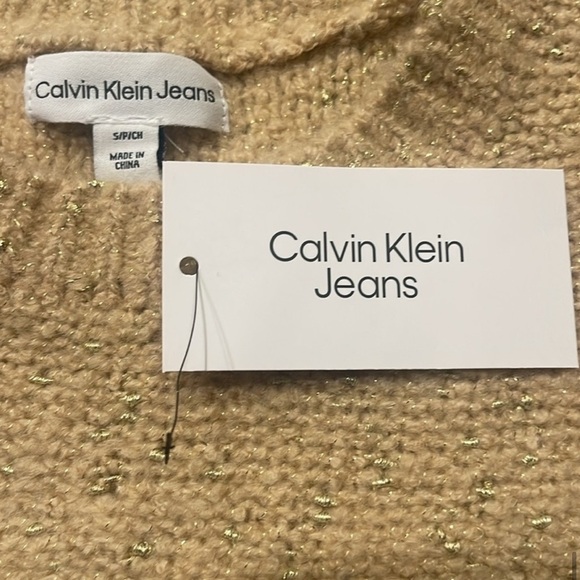 Calvin Klein Jeans
S/P/CH
MADE IN
CHINA
Calvin Klein
Jeans